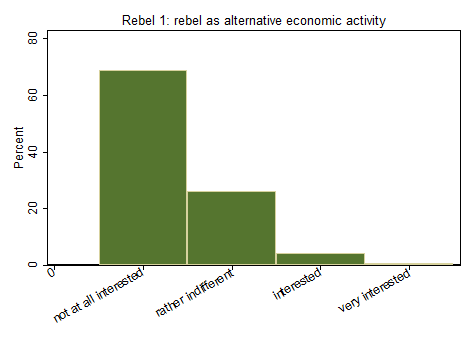 Rebel 1: rebel as alternative economic activity
80
60
40
20
0
Percent
0
not at all interested
rather indifferent
interested
very interested